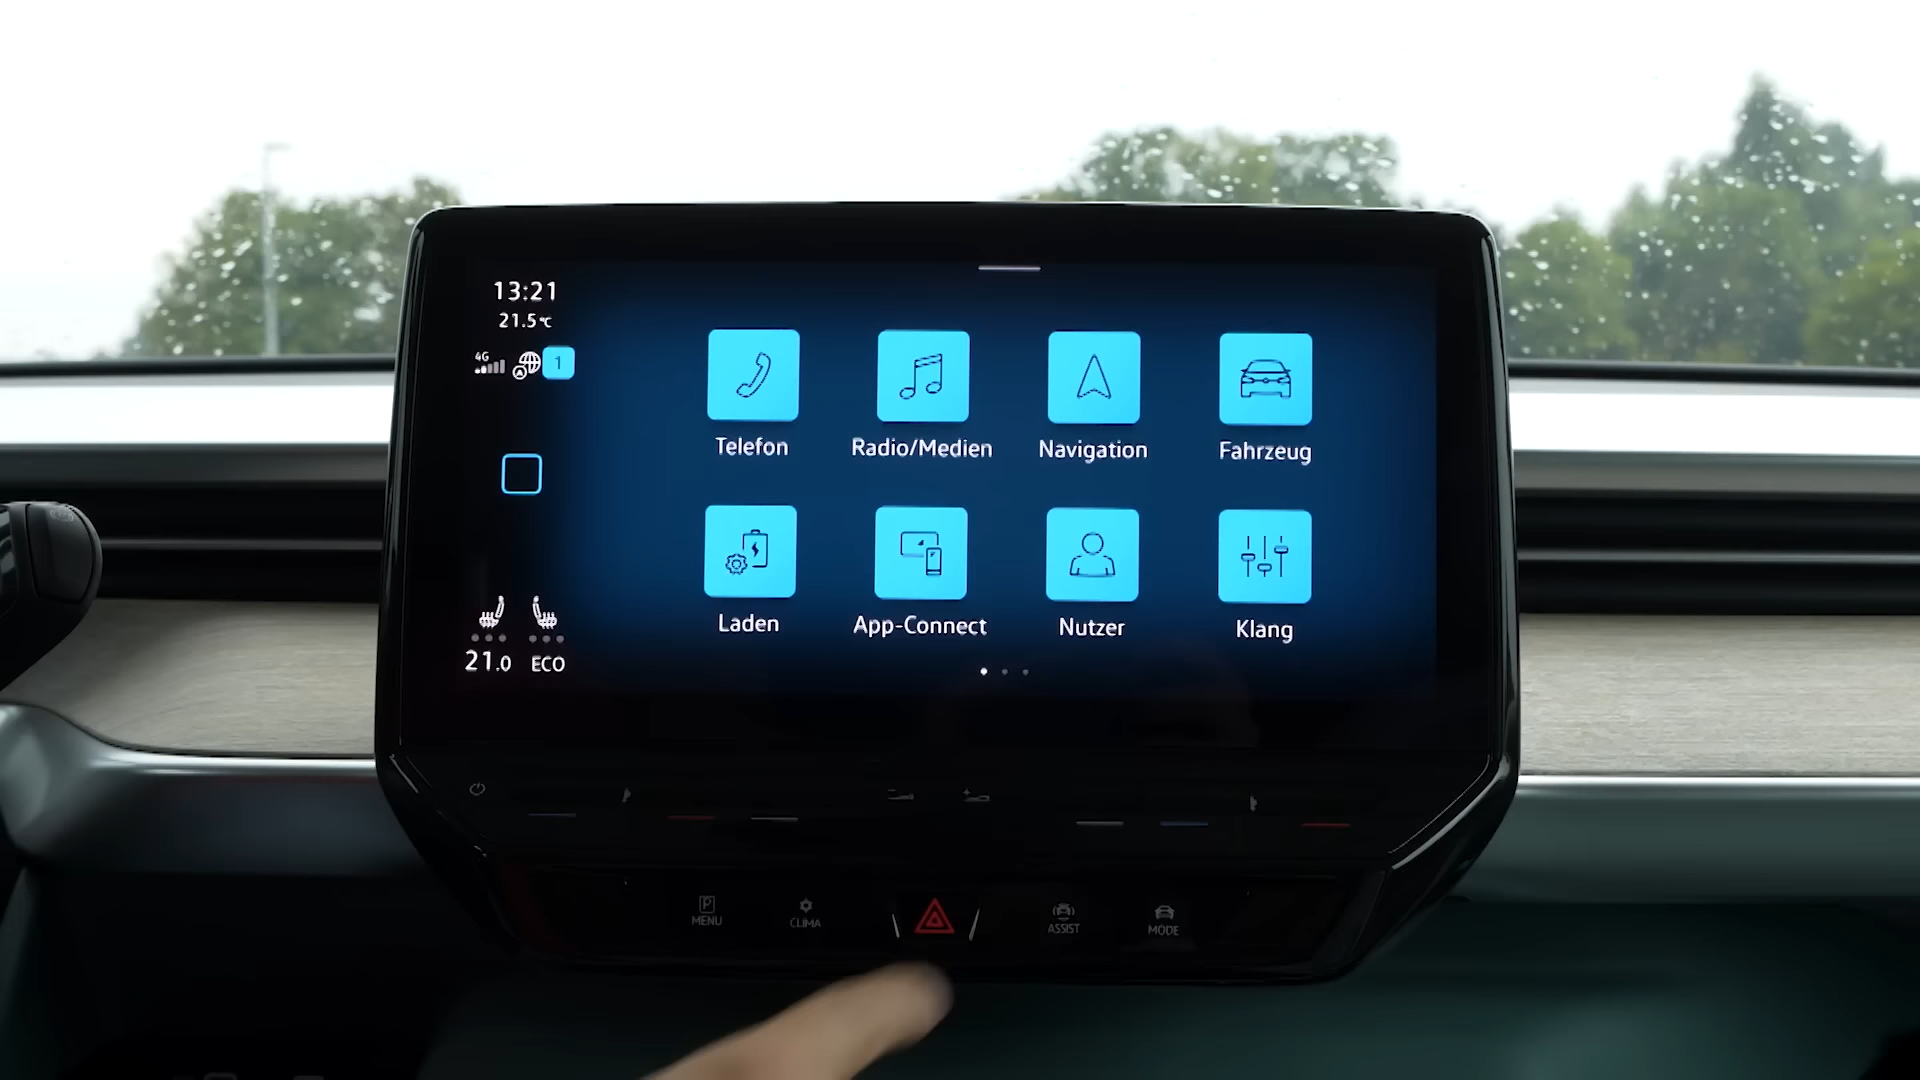 13:21
21.5°C
4G
1
Telefon
Radio/Medien
Navigation
Fahrzeug
Laden
App-Connect
Nutzer
Klang
21.0 ECO
MENU
CLIMA
ASSIST
MODE